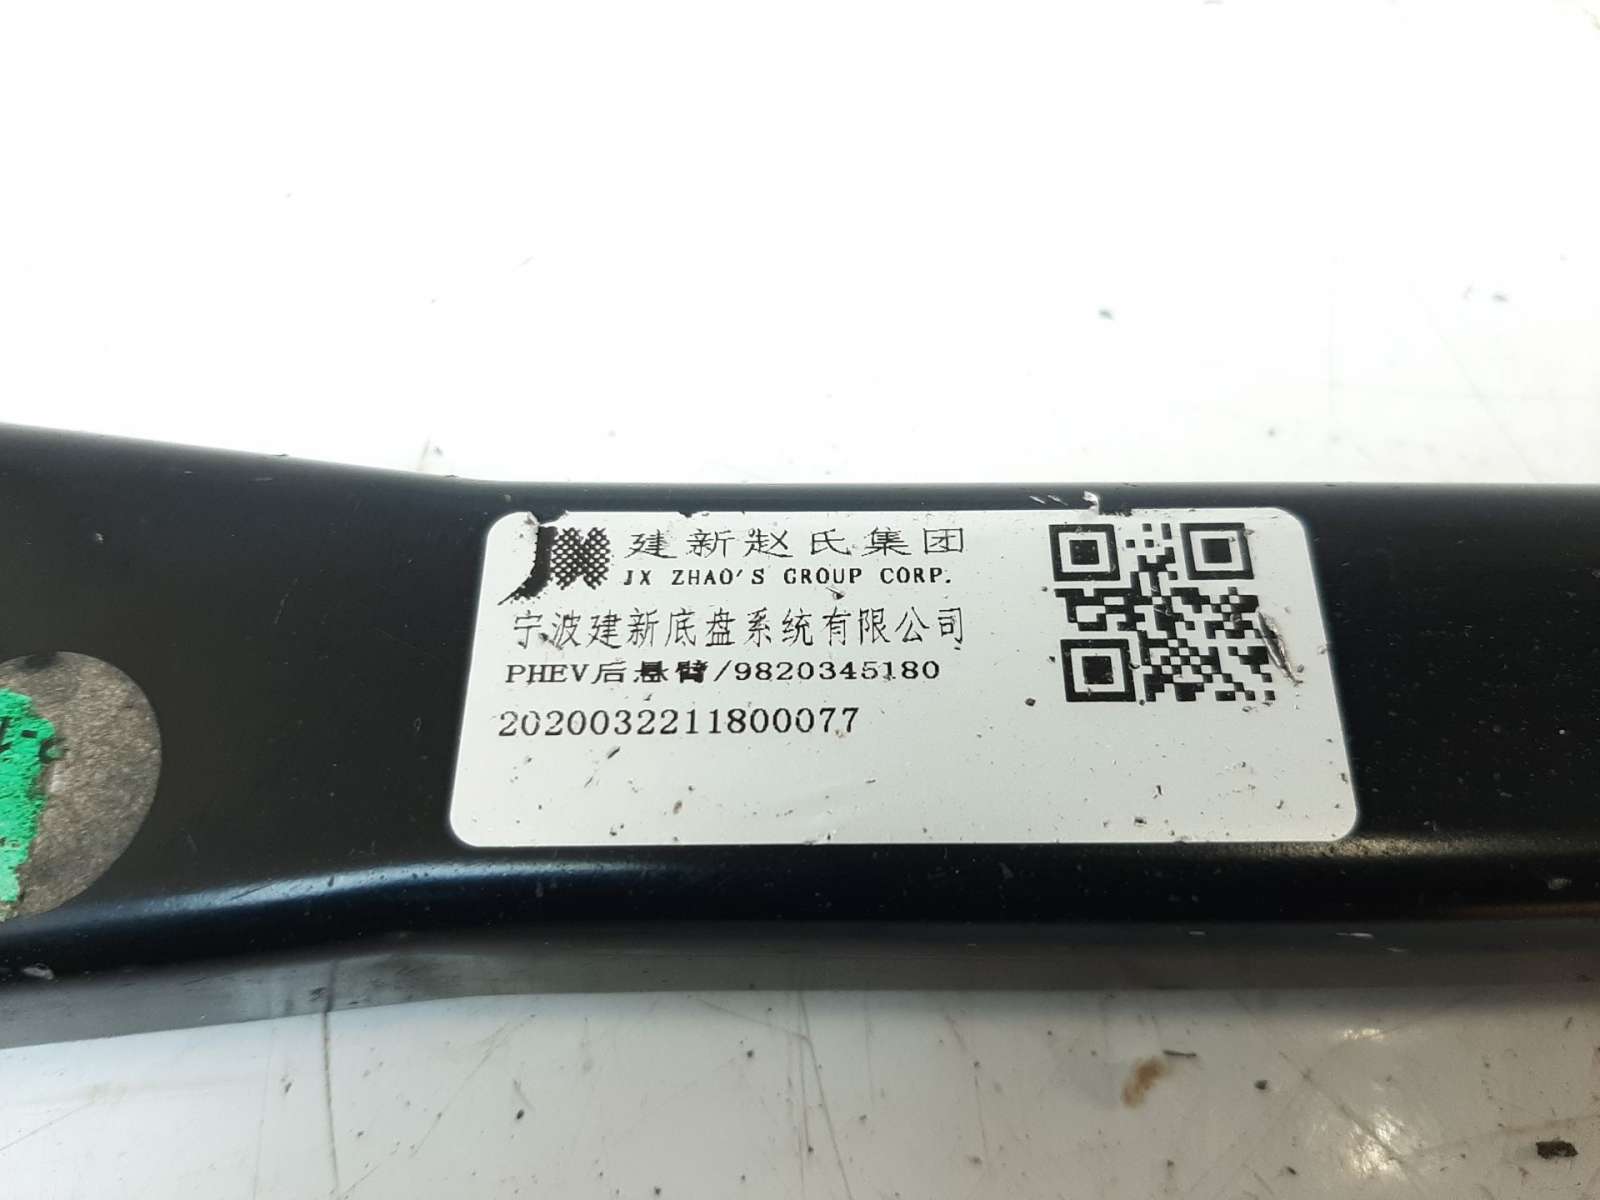 JX 建新赵氏集团
JX ZHAO'S GROUP CORP.
宁波建新底盘系统有限公司
PHEV后悬臂/9820345180
2020032211800077